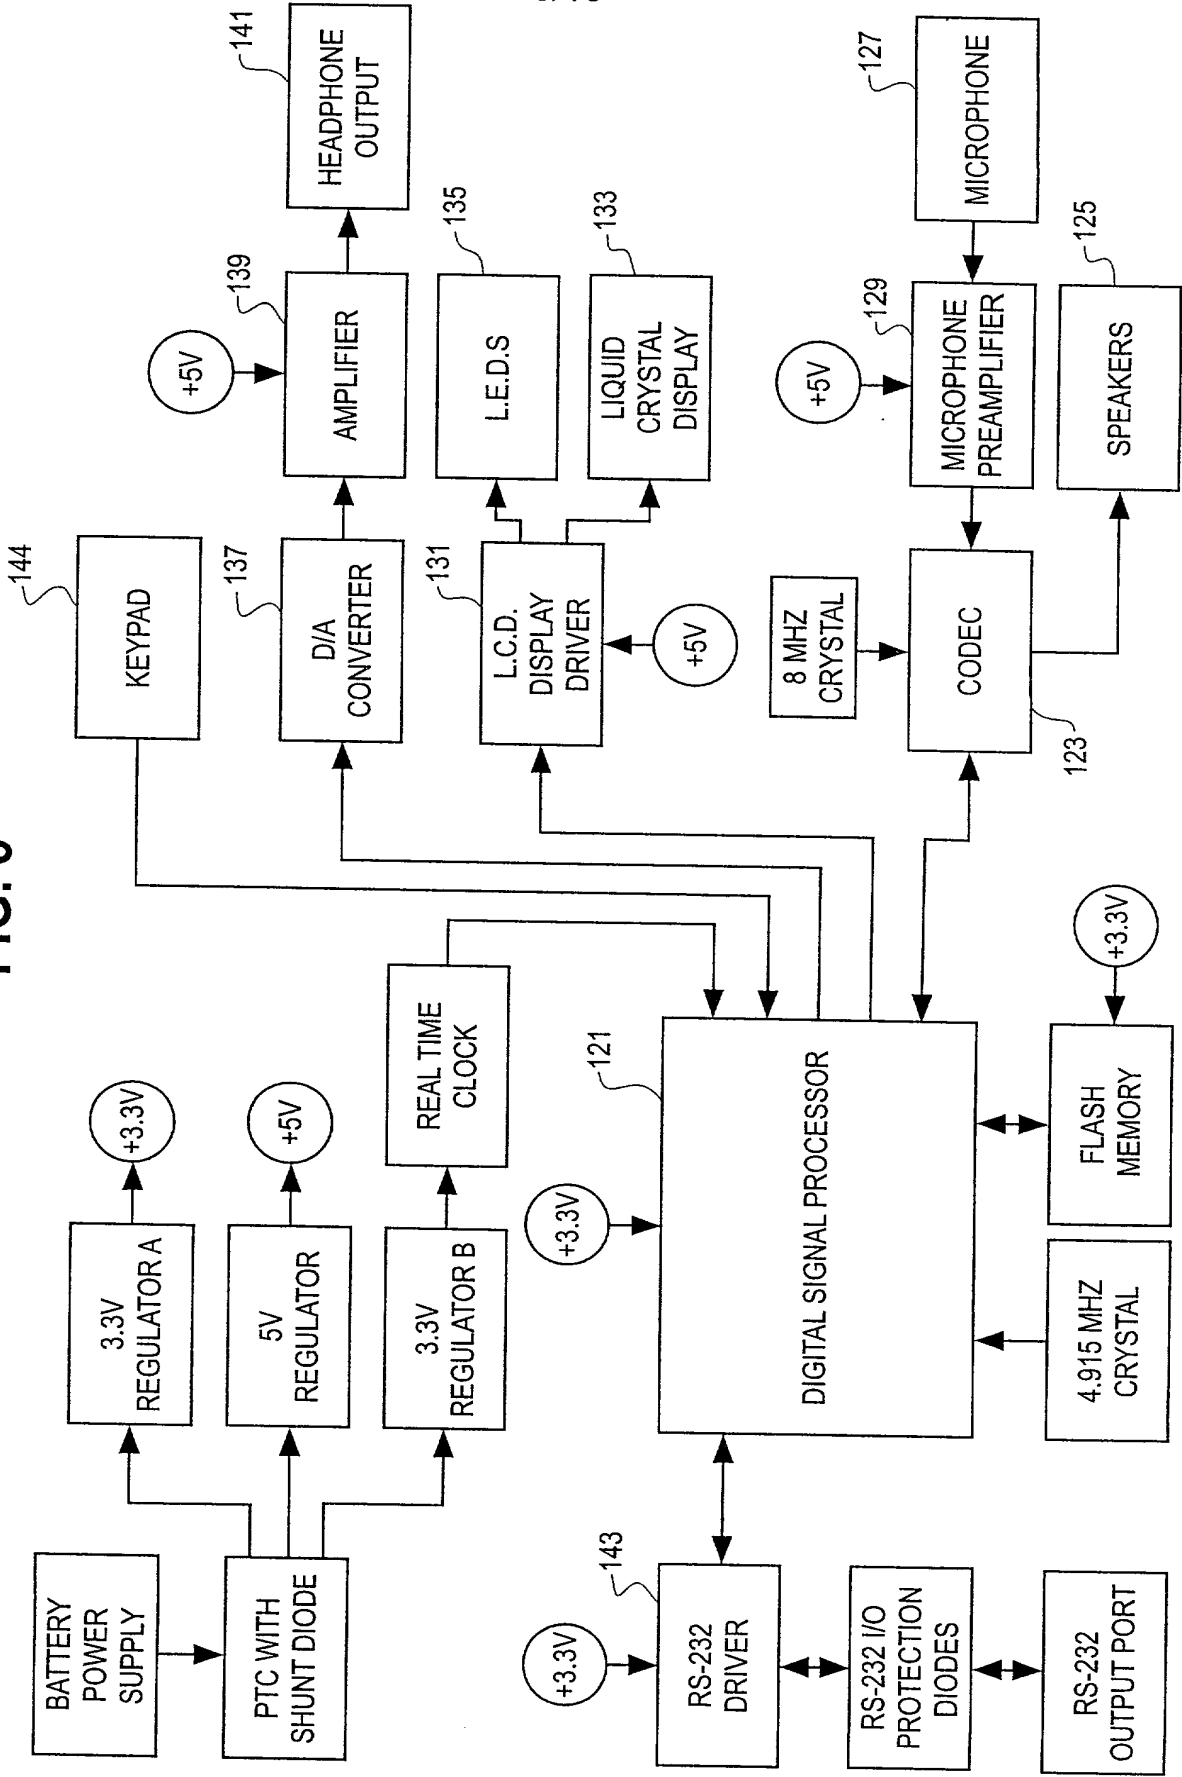 FIG.
BATTERY
POWER
SUPPLY
PTC WITH
SHUNT DIODE
3.3V
REGULATOR A
+3.3V
5V
REGULATOR
+5V
3.3V
REGULATOR B
REAL TIME
CLOCK
144
KEYPAD
137
D/A
CONVERTER
+5V
139
AMPLIFIER
141
HEADPHONE
OUTPUT
131
L.C.D.
DISPLAY
DRIVER
+5V
135
L.E.D.S
133
LIQUID
CRYSTAL
DISPLAY
+3.3V
143
RS-232
DRIVER
RS-232 I/O
PROTECTION
DIODES
RS-232
OUTPUT PORT
+3.3V
121
DIGITAL SIGNAL PROCESSOR
4.915 MHZ
CRYSTAL
FLASH
MEMORY
+3.3V
8 MHZ
CRYSTAL
CODEC
123
+5V
129
MICROPHONE
PREAMPLIFIER
127
MICROPHONE
125
SPEAKERS